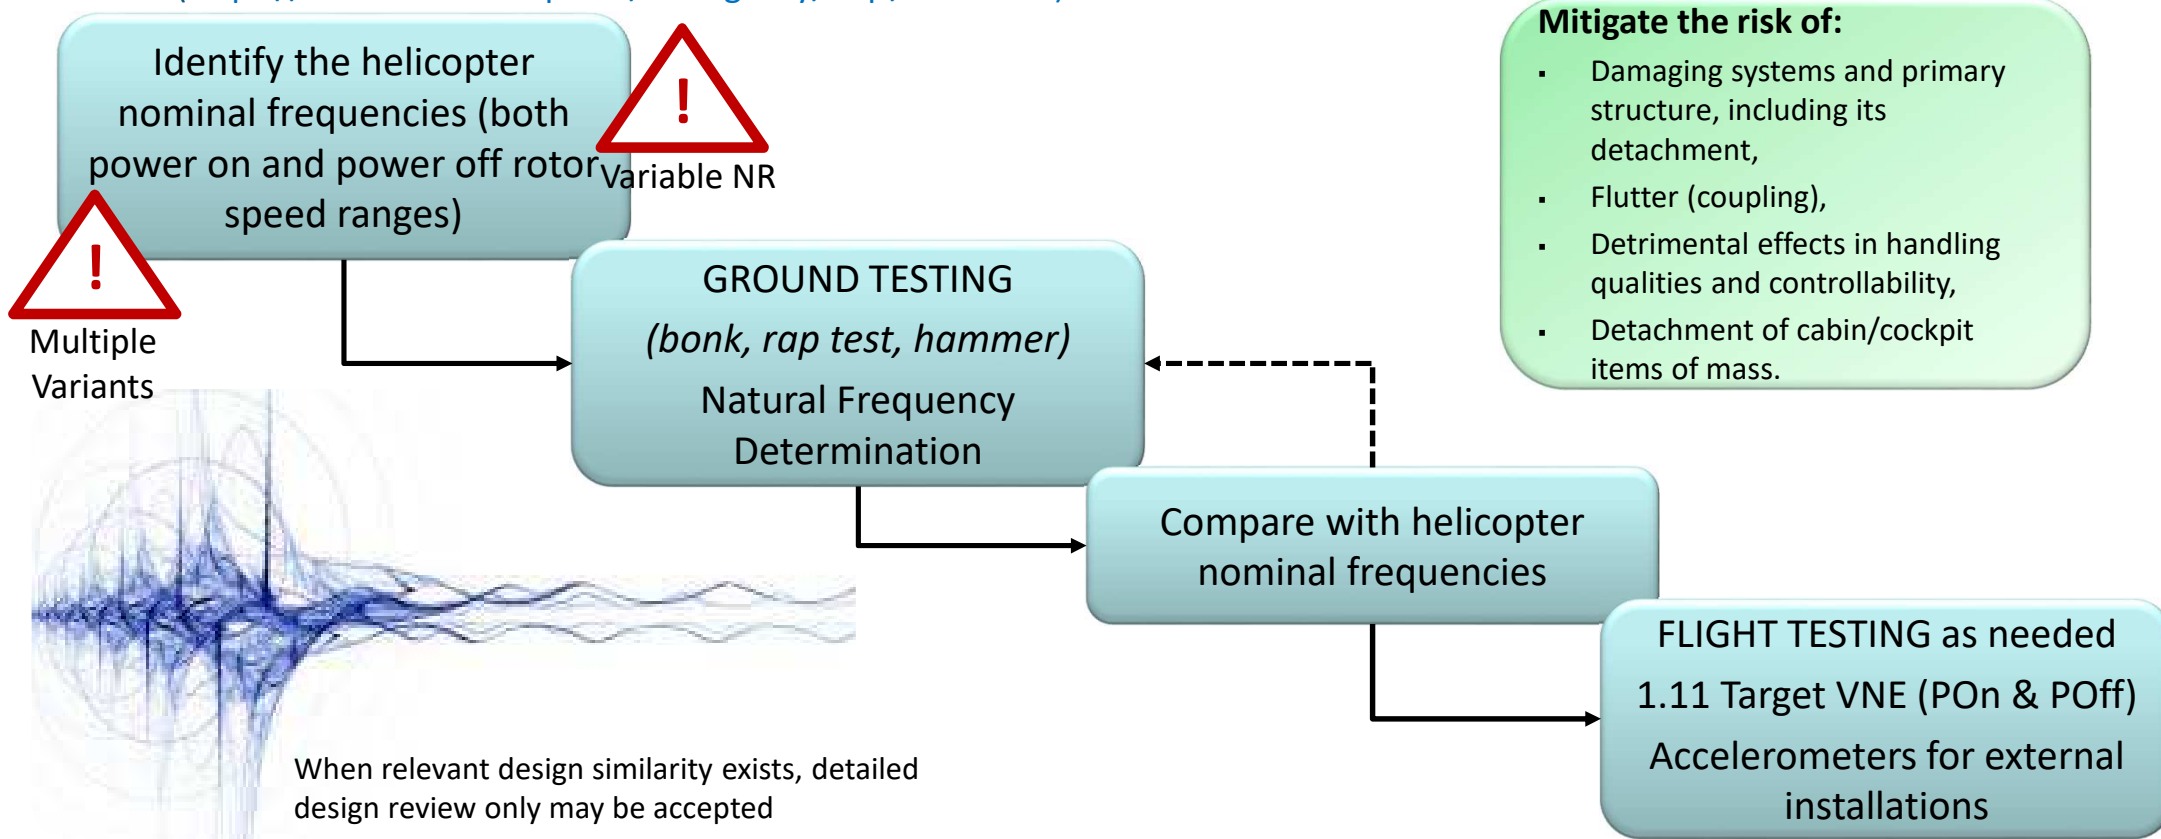 Identify the helicopter
nominal frequencies (both
power on and power off rotor
speed ranges)
!
Variable NR
!
Multiple
Variants
GROUND TESTING
(bonk, rap test, hammer)
Natural Frequency
Determination
Compare with helicopter
nominal frequencies
FLIGHT TESTING as needed
1.11 Target VNE (POn & POff)
Accelerometers for external
installations
When relevant design similarity exists, detailed
design review only may be accepted
Mitigate the risk of:
▪ Damaging systems and primary
structure, including its
detachment,
▪ Flutter (coupling),
▪ Detrimental effects in handling
qualities and controllability,
▪ Detachment of cabin/cockpit
items of mass.